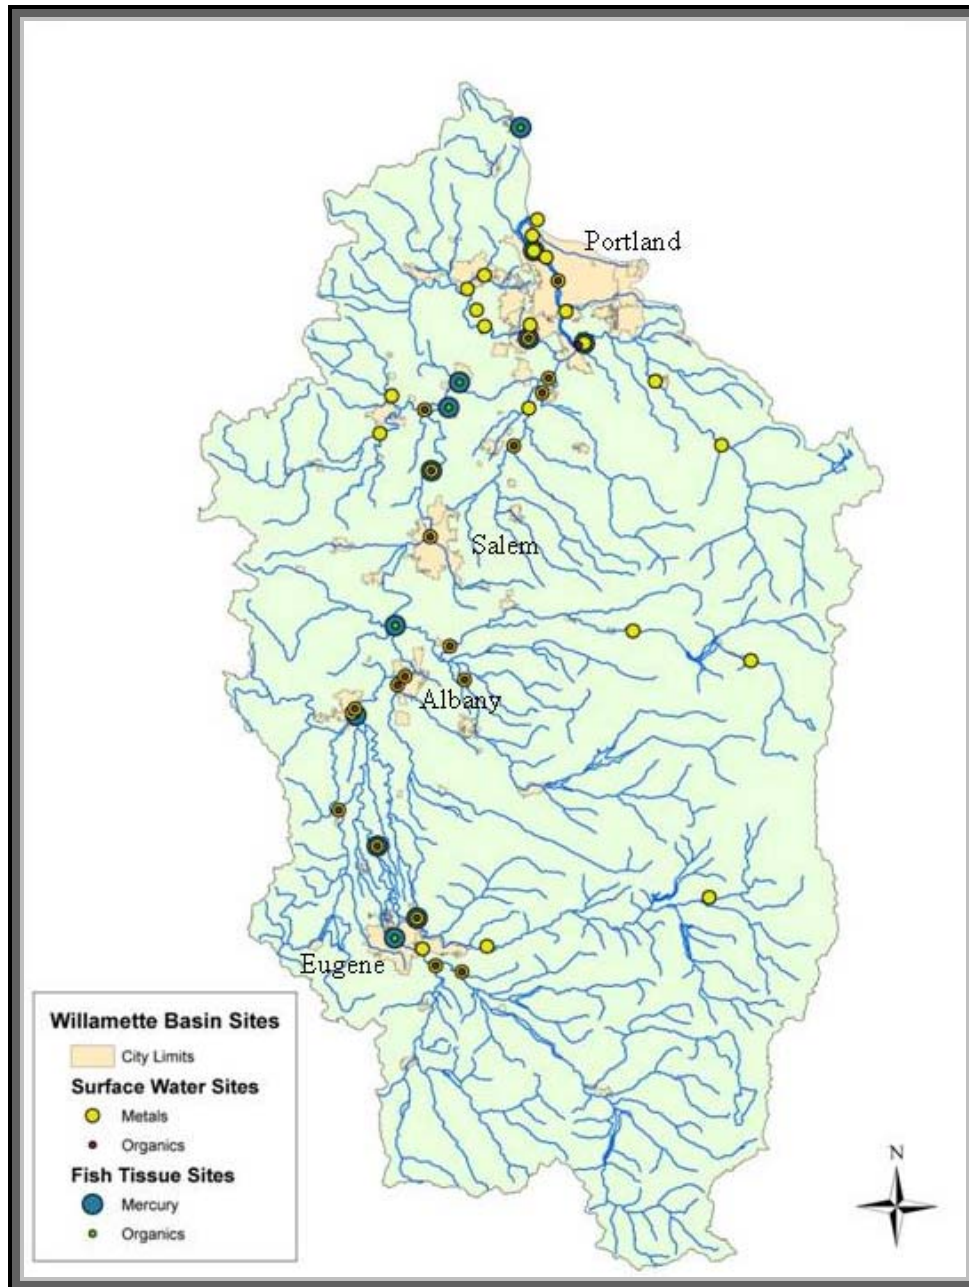 Portland
Salem
Albany
Eugene
Willamette Basin Sites
City Limits
Surface Water Sites
Metals
Organics
Fish Tissue Sites
Mercury
Organics
N